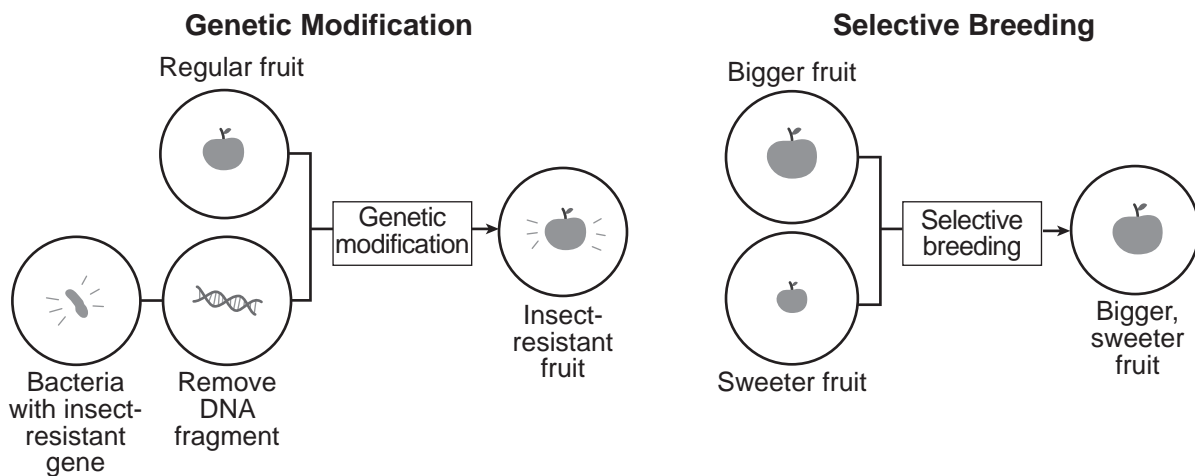 Genetic Modification
Regular fruit
Genetic
modification
Insect-
resistant
fruit
Bacteria
with insect-
resistant
gene
Remove
DNA
fragment
Selective Breeding
Bigger fruit
Selective
breeding
Bigger,
sweeter
fruit
Sweeter fruit